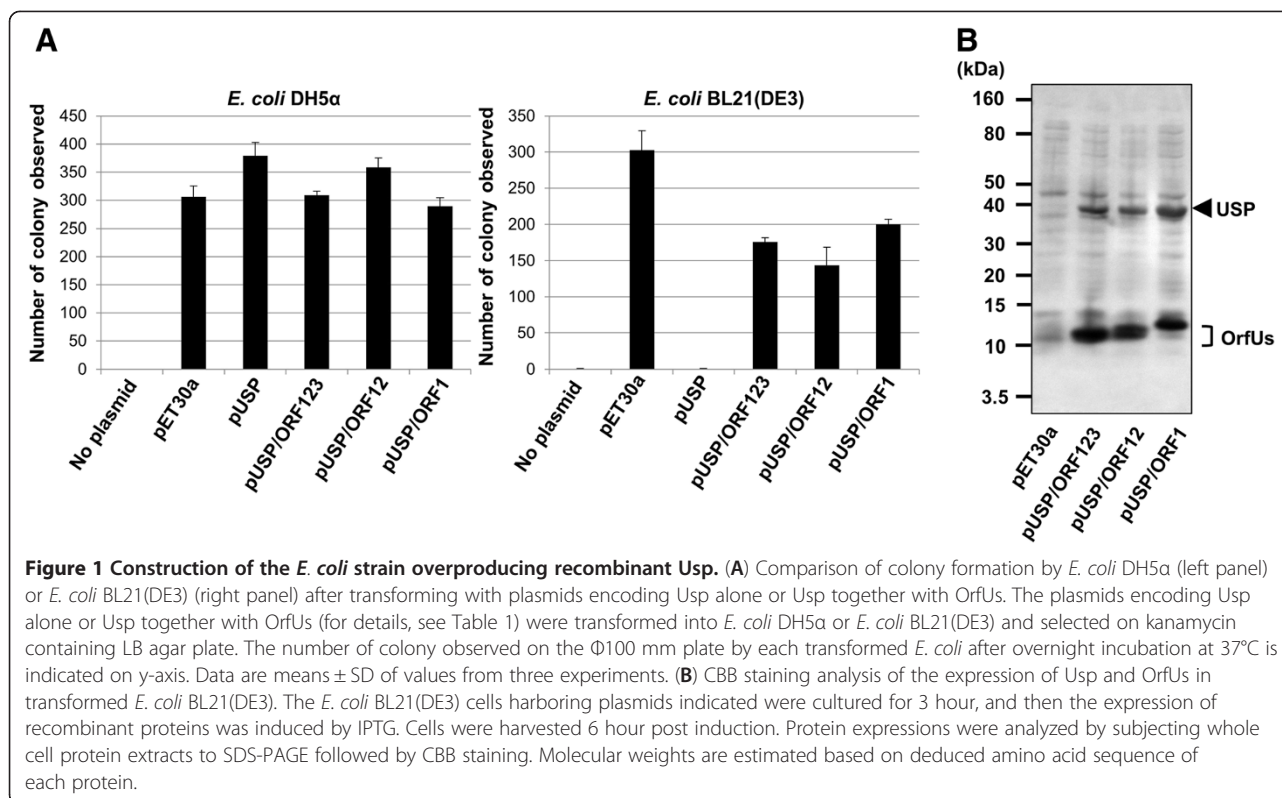 A
E. coli DH5α
Number of colony observed
450
400
350
300
250
200
150
100
50
0
No plasmid
pET30a
pUSP
pUSP/ORF123
pUSP/ORF12
pUSP/ORF1
E. coli BL21(DE3)
Number of colony observed
350
300
250
200
150
100
50
0
No plasmid
pET30a
pUSP
pUSP/ORF123
pUSP/ORF12
pUSP/ORF1
B
(kDa)
160
80
50
40
30
20
15
10
3.5
USP
OrfUs
pET30a
pUSP/ORF123
pUSP/ORF12
pUSP/ORF1
Figure 1 Construction of the E. coli strain overproducing recombinant Usp. (A) Comparison of colony formation by E. coli DH5α (left panel)
or E. coli BL21(DE3) (right panel) after transforming with plasmids encoding Usp alone or Usp together with OrfUs. The plasmids encoding Usp
alone or Usp together with OrfUs (for details, see Table 1) were transformed into E. coli DH5α or E. coli BL21(DE3) and selected on kanamycin
containing LB agar plate. The number of colony observed on the Φ100 mm plate by each transformed E. coli after overnight incubation at 37°C is
indicated on y-axis. Data are means ± SD of values from three experiments. (B) CBB staining analysis of the expression of Usp and OrfUs in
transformed E. coli BL21(DE3). The E. coli BL21(DE3) cells harboring plasmids indicated were cultured for 3 hour, and then the expression of
recombinant proteins was induced by IPTG. Cells were harvested 6 hour post induction. Protein expressions were analyzed by subjecting whole
cell protein extracts to SDS-PAGE followed by CBB staining. Molecular weights are estimated based on deduced amino acid sequence of
each protein.